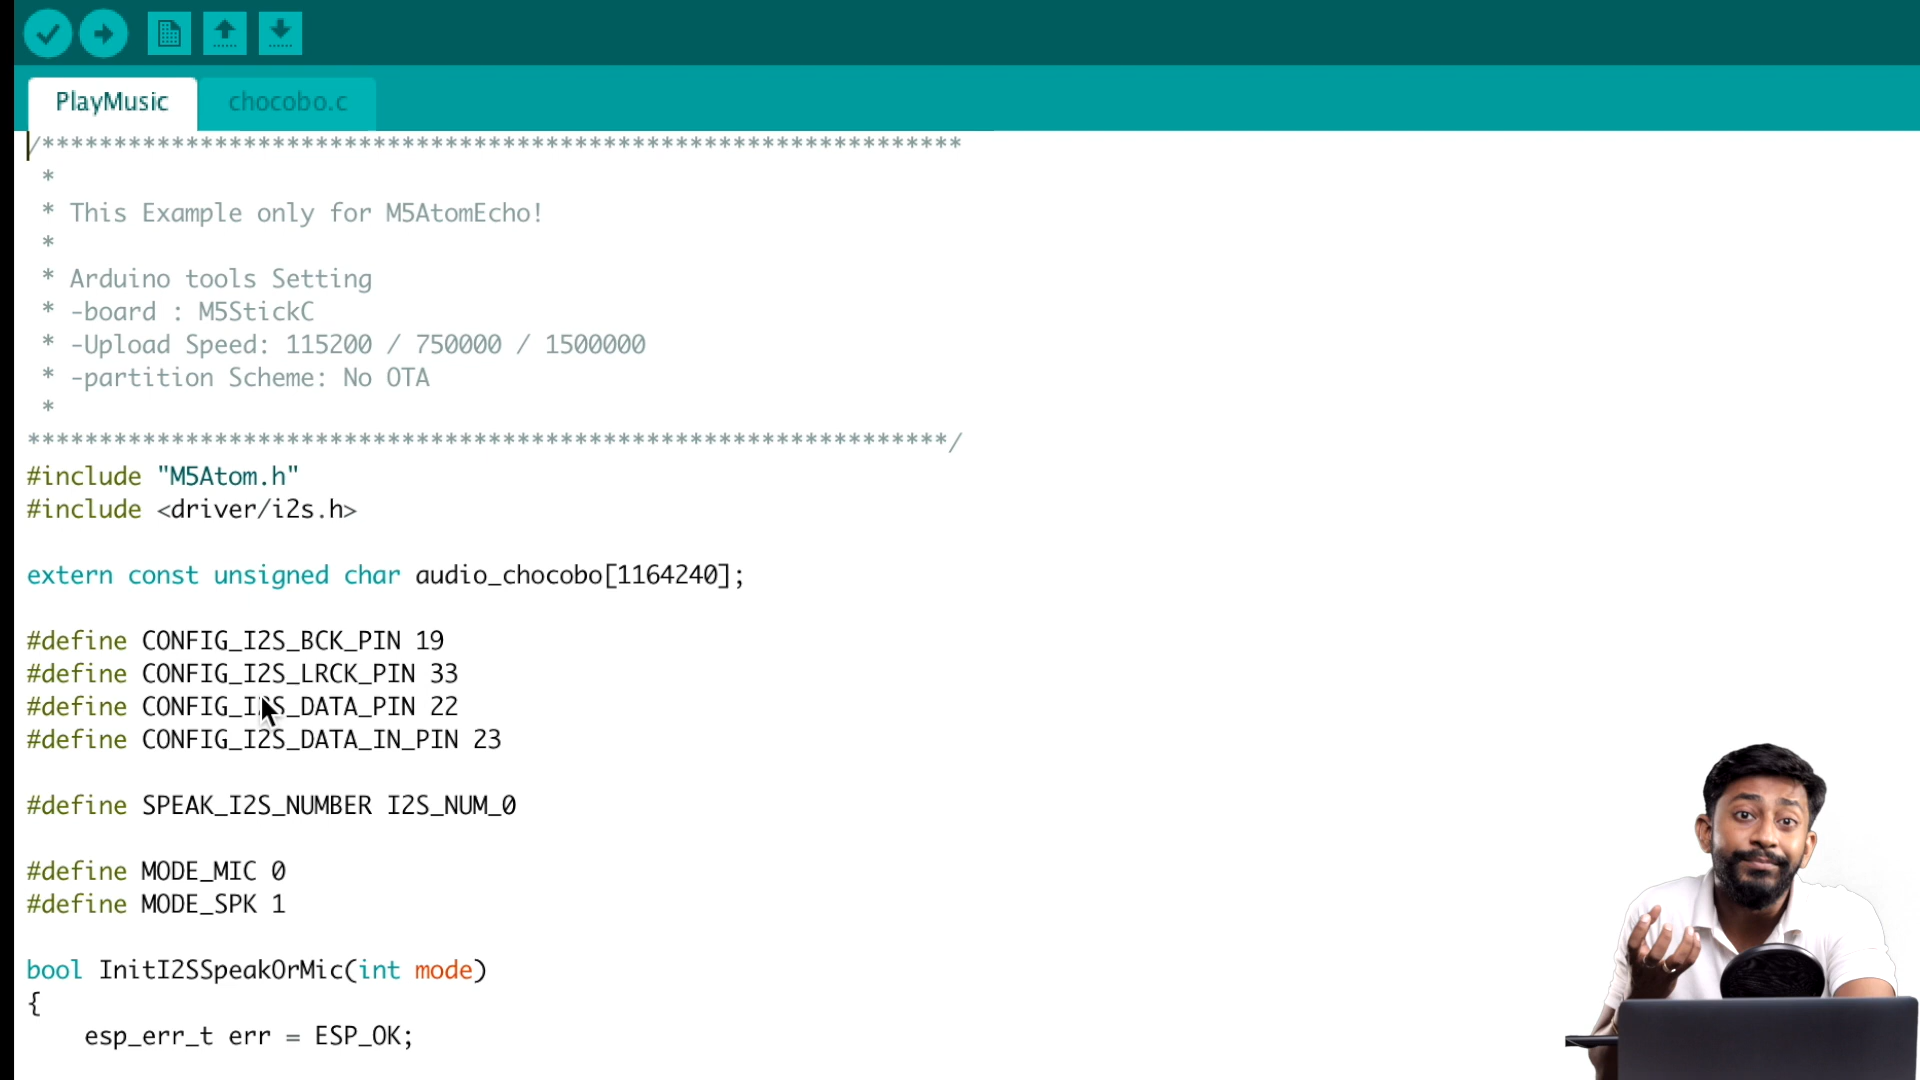 PlayMusic
chocobo.c
/****************************************************************
*
* This Example only for M5AtomEcho!
*
* Arduino tools Setting
* -board : M5StickC
* -Upload Speed: 115200 / 750000 / 1500000
* -partition Scheme: No OTA
*
****************************************************************/
#include "M5Atom.h"
#include <driver/i2s.h>
extern const unsigned char audio_chocobo[1164240];
#define CONFIG_I2S_BCK_PIN 19
#define CONFIG_I2S_LRCK_PIN 33
#define CONFIG_I2S_DATA_PIN 22
#define CONFIG_I2S_DATA_IN_PIN 23
#define SPEAK_I2S_NUMBER I2S_NUM_0
#define MODE_MIC 0
#define MODE_SPK 1
bool InitI2SSpeakOrMic(int mode)
{
esp_err_t err = ESP_OK;